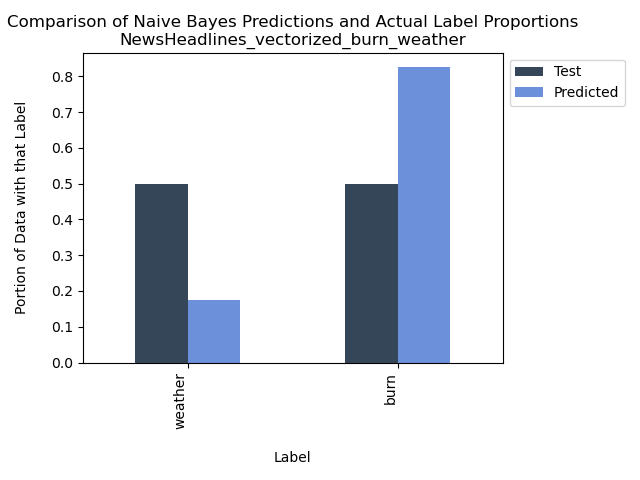 Comparison of Naive Bayes Predictions and Actual Label Proportions
NewsHeadlines_vectorized_burn_weather
Test
Predicted
Portion of Data with that Label
0.8
0.7
0.6
0.5
0.4
0.3
0.2
0.1
0.0
weather
burn
Label